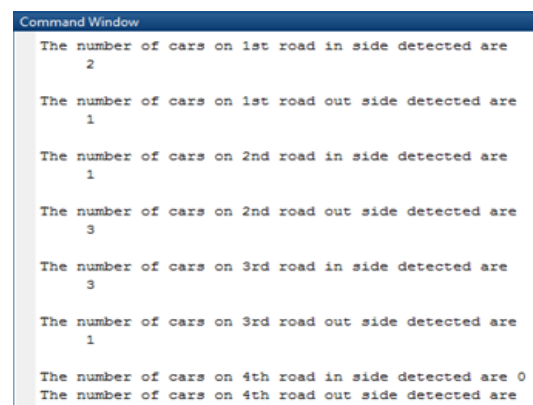 Command Window
The number of cars on 1st road in side detected are
2
The number of cars on 1st road out side detected are
1
The number of cars on 2nd road in side detected are
1
The number of cars on 2nd road out side detected are
3
The number of cars on 3rd road in side detected are
3
The number of cars on 3rd road out side detected are
1
The number of cars on 4th road in side detected are 0
The number of cars on 4th road out side detected are